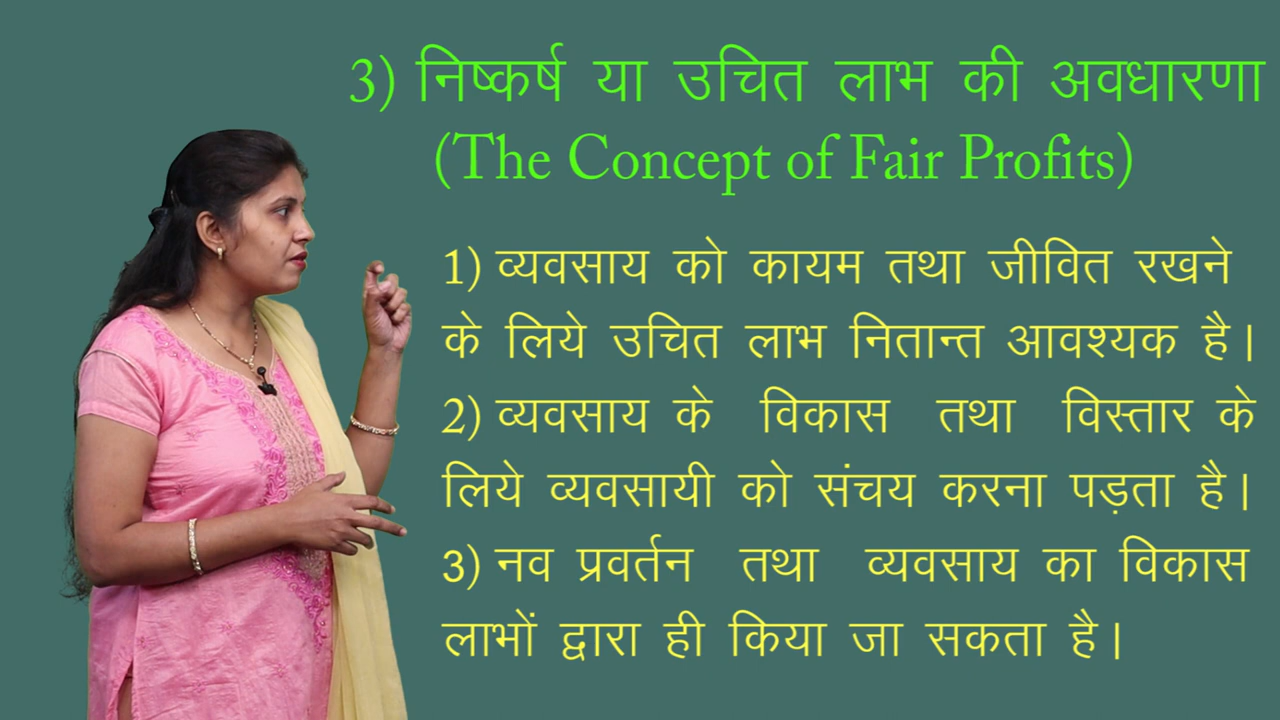 3) निष्कर्ष या उचित लाभ की अवधारणा
(The Concept of Fair Profits)
1) व्यवसाय को कायम तथा जीवित रखने
के लिये उचित लाभ नितान्त आवश्यक है।
2) व्यवसाय के विकास तथा विस्तार के
लिये व्यवसायी को संचय करना पड़ता है।
3) नव प्रवर्तन तथा व्यवसाय का विकास
लाभों द्वारा ही किया जा सकता है।